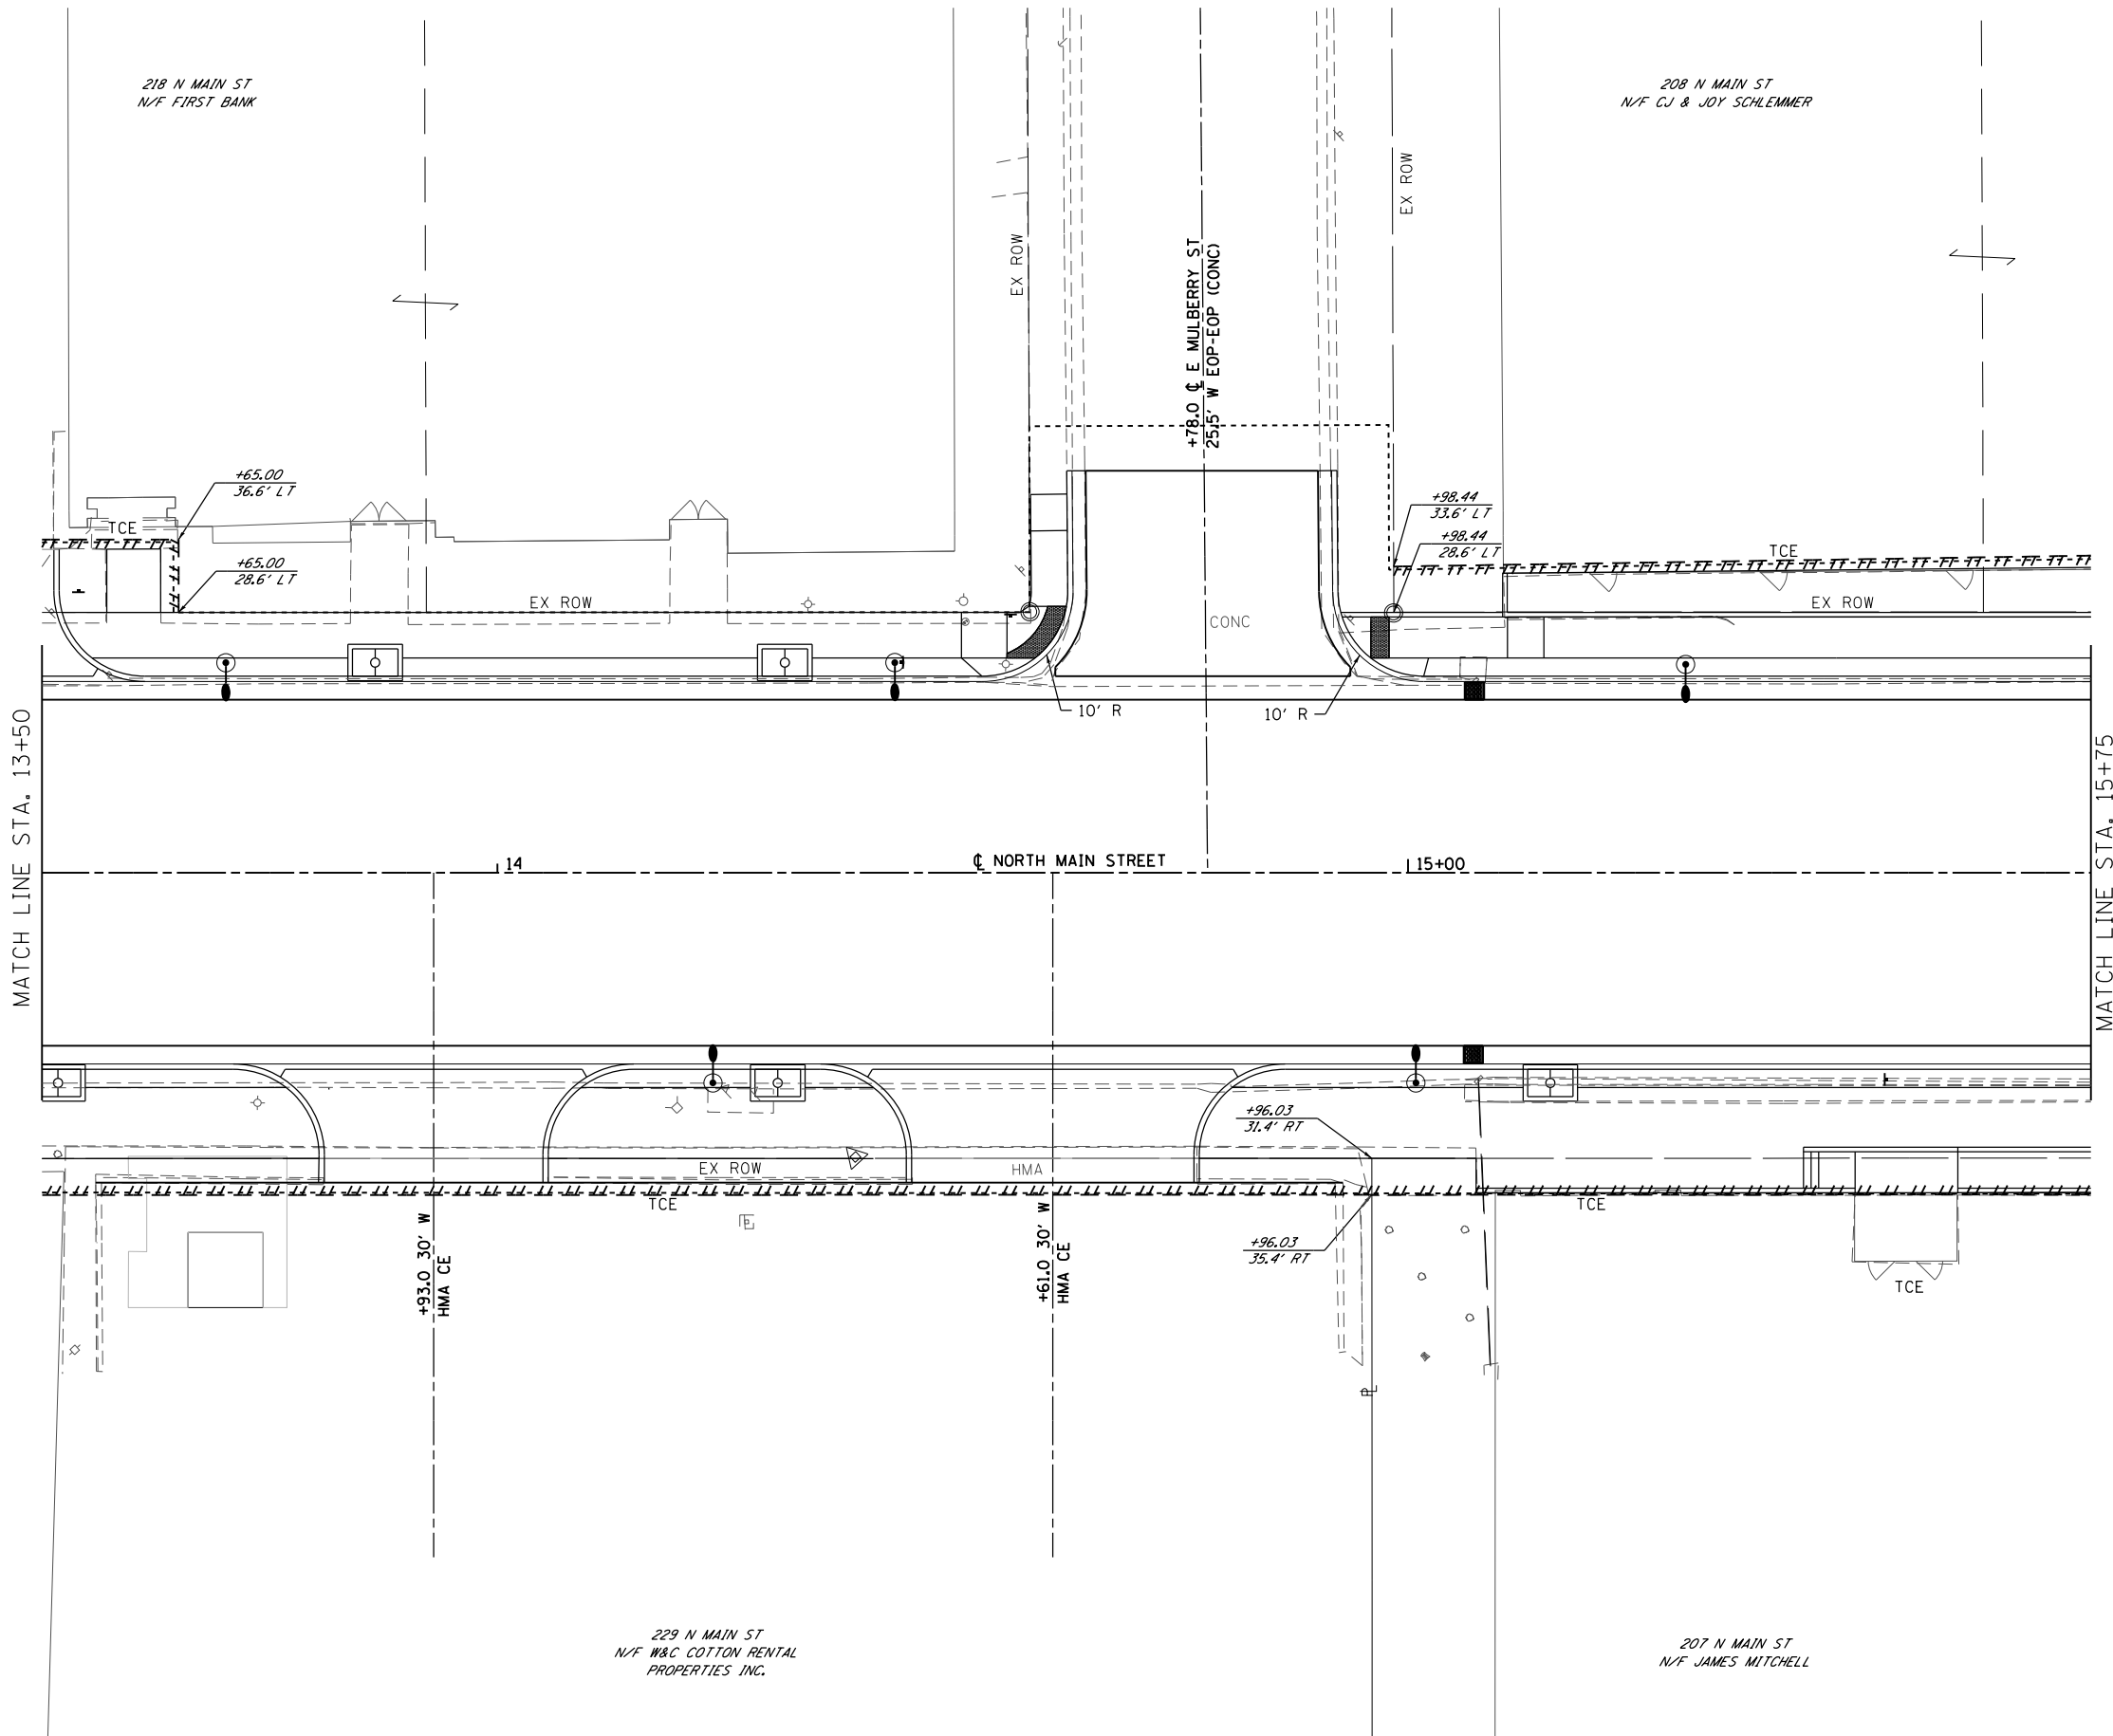 218 N MAIN ST
N/F FIRST BANK
208 N MAIN ST
N/F CJ & JOY SCHLEMMER
EX ROW
EX ROW
+78.0 ℄ E MULBERRY ST
25.5' W EOP-EOP (CONC)
+65.00
36.6' LT
TCE
+65.00
28.6' LT
EX ROW
+98.44
33.6' LT
+98.44
28.6' LT
TCE
EX ROW
CONC
10' R
10' R
MATCH LINE STA. 13+50
MATCH LINE STA. 15+75
14
℄ NORTH MAIN STREET
15+00
+96.03
31.4' RT
EX ROW
HMA
TCE
TCE
+96.03
35.4' RT
+93.0 30' W
HMA CE
+61.0 30' W
HMA CE
TCE
229 N MAIN ST
N/F W&C COTTON RENTAL
PROPERTIES INC.
207 N MAIN ST
N/F JAMES MITCHELL